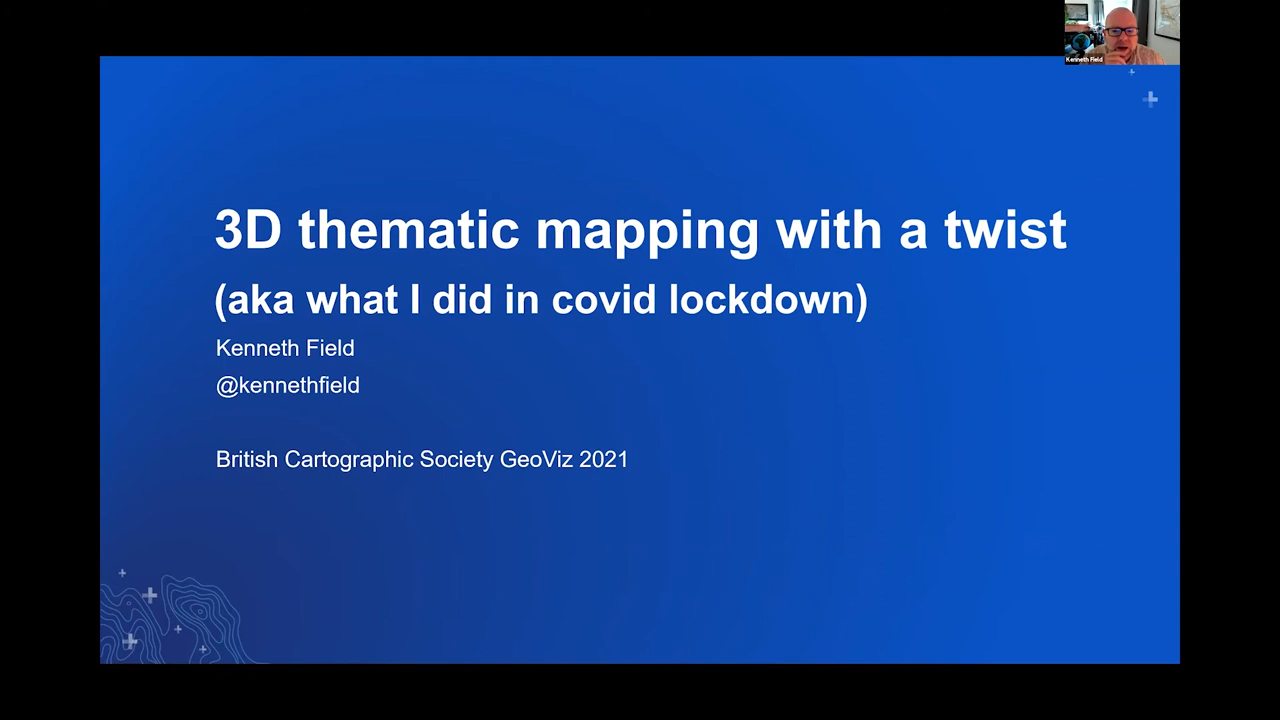 Kenneth Field
3D thematic mapping with a twist
(aka what I did in covid lockdown)
Kenneth Field
@kennethfield
British Cartographic Society GeoViz 2021